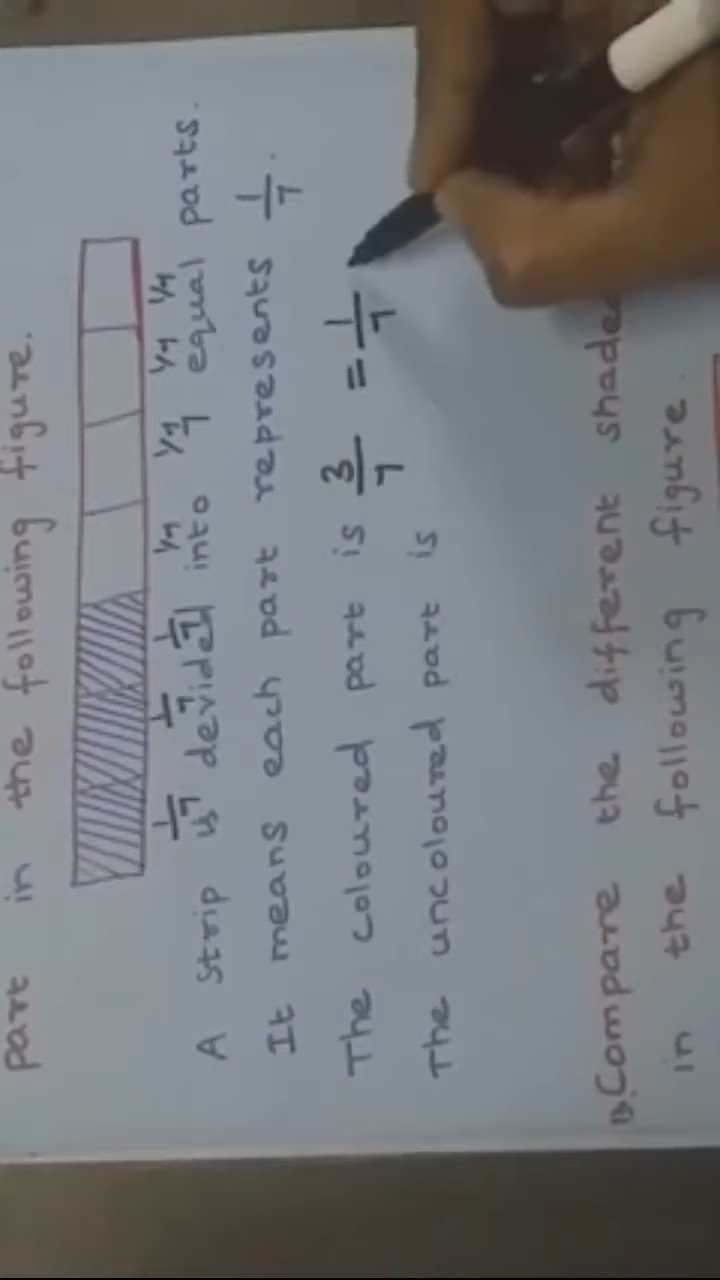 part in the following figure.
1/7 1/7 1/7 1/7 1/7 1/7 1/7
A strip is devided into 7 equal parts.
It means each part represents 1/7.
The coloured part is 3/7 = 1/7
The uncoloured part is
Compare the different shade
in the following figure.